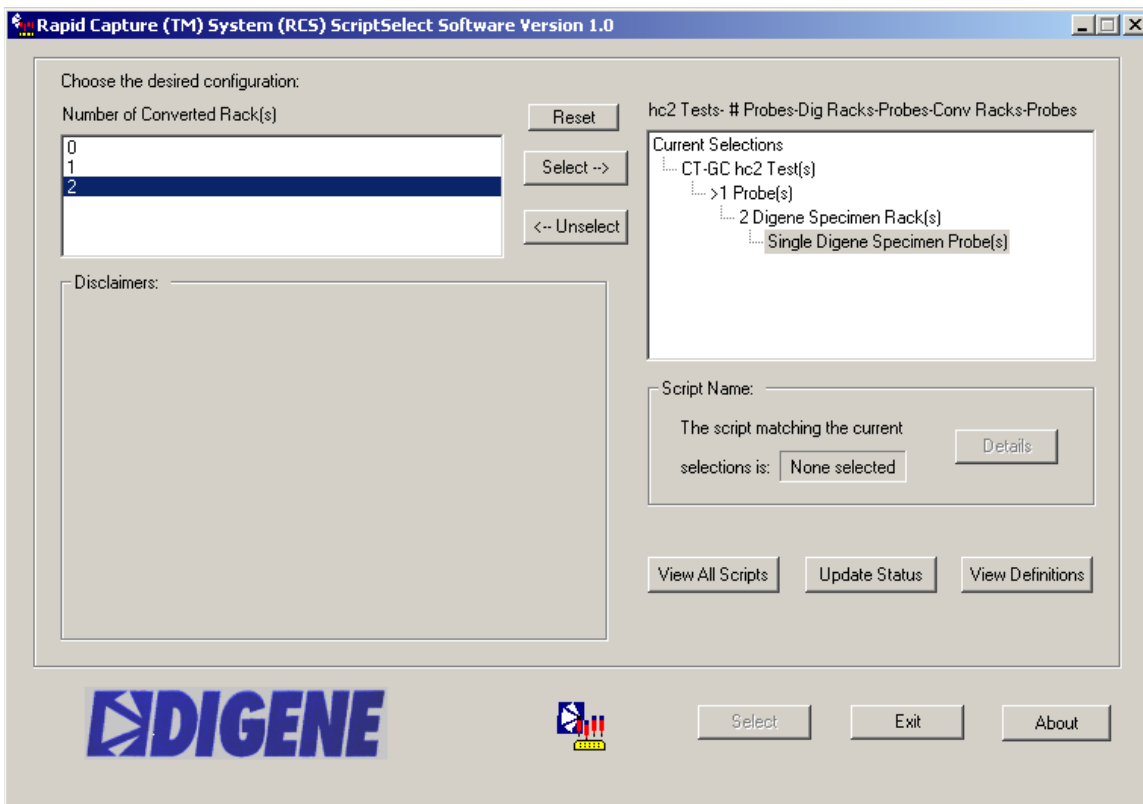 Rapid Capture (TM) System (RCS) ScriptSelect Software Version 1.0
Choose the desired configuration:
Number of Converted Rack(s)
0
1
2
Reset
Select -->
<-- Unselect
hc2 Tests- # Probes-Dig Racks-Probes-Conv Racks-Probes
Current Selections
CT-GC hc2 Test(s)
>1 Probe(s)
2 Digene Specimen Rack(s)
Single Digene Specimen Probe(s)
Disclaimers:
Script Name:
The script matching the current
selections is: None selected
Details
View All Scripts
Update Status
View Definitions
DIGENE
Select
Exit
About